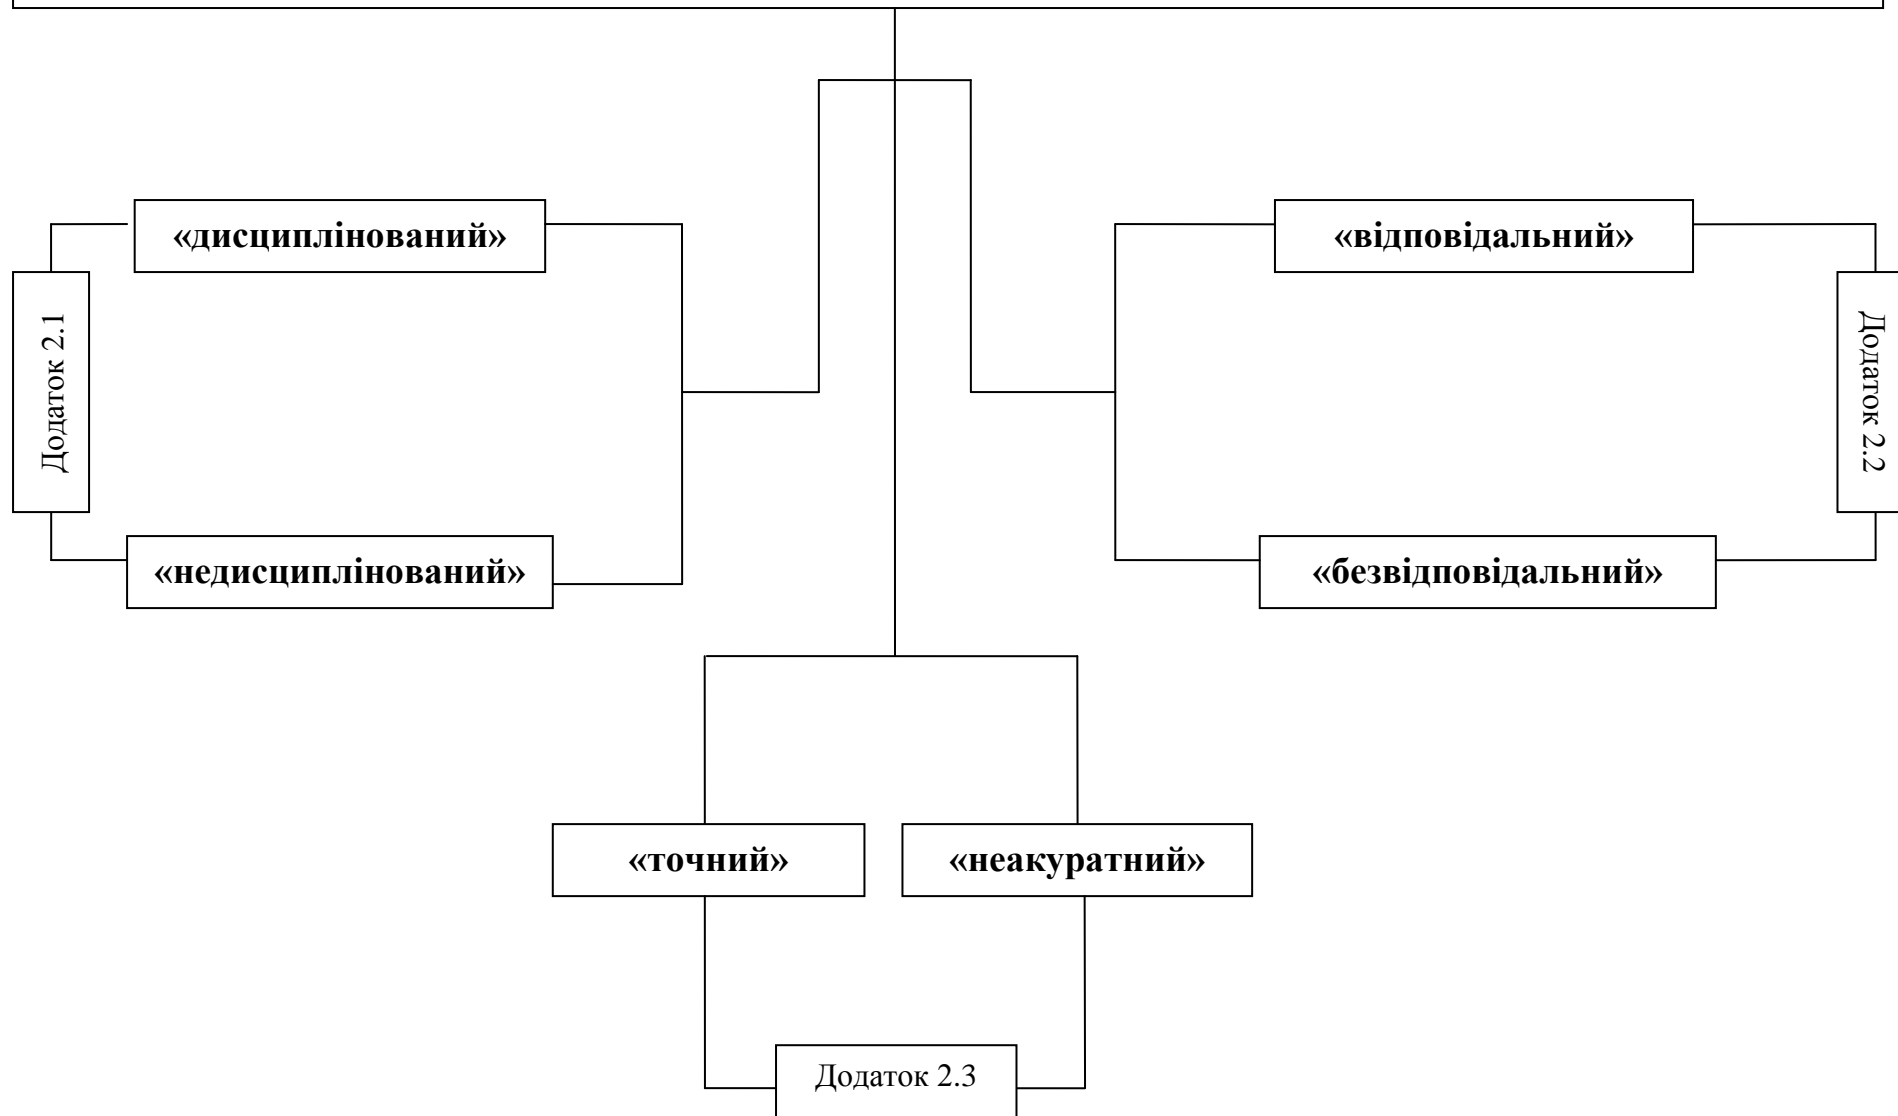 «дисциплінований»
«відповідальний»
Додаток 2.1
Додаток 2.2
«недисциплінований»
«безвідповідальний»
«точний»
«неакуратний»
Додаток 2.3